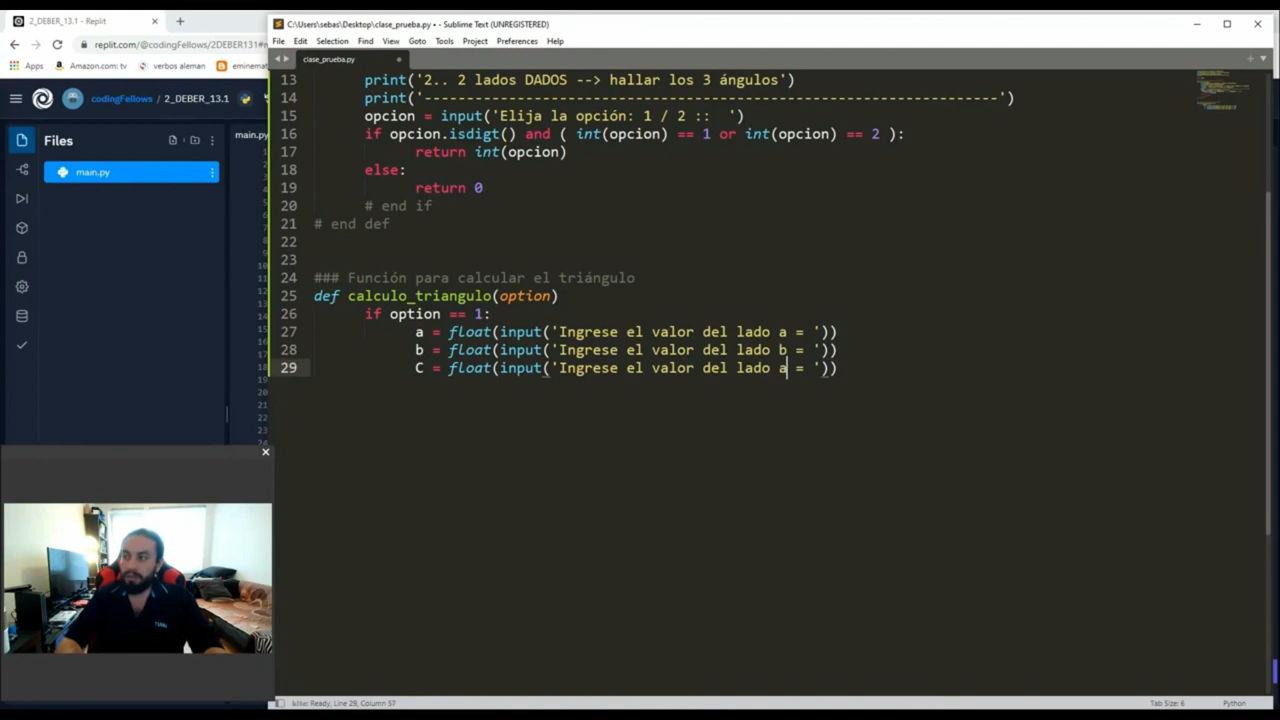 2_DEBER_13.1 - Replit
C:\Users\sebas\Desktop\clase_prueba.py • - Sublime Text (UNREGISTERED)
replit.com/@codingFellows/2DEBER131#
File Edit Selection Find View Goto Tools Project Preferences Help
Apps Amazon.com: tv verbos aleman eminemat
clase_prueba.py
codingFellows / 2_DEBER_13.1
Files
main.py
main.py
13 print('2.. 2 lados DADOS --> hallar los 3 ángulos')
14 print('--------------------------------------------------------------------')
15 opcion = input('Elija la opción: 1 / 2 :: ')
16 if opcion.isdigt() and ( int(opcion) == 1 or int(opcion) == 2 ):
17 return int(opcion)
18 else:
19 return 0
20 # end if
21 # end def
22
23
24 ### Función para calcular el triángulo
25 def calculo_triangulo(option)
26 if option == 1:
27 a = float(input('Ingrese el valor del lado a = '))
28 b = float(input('Ingrese el valor del lado b = '))
29 C = float(input('Ingrese el valor del lado a = '))
Ready, Line 29, Column 57
Tab Size: 6
Python